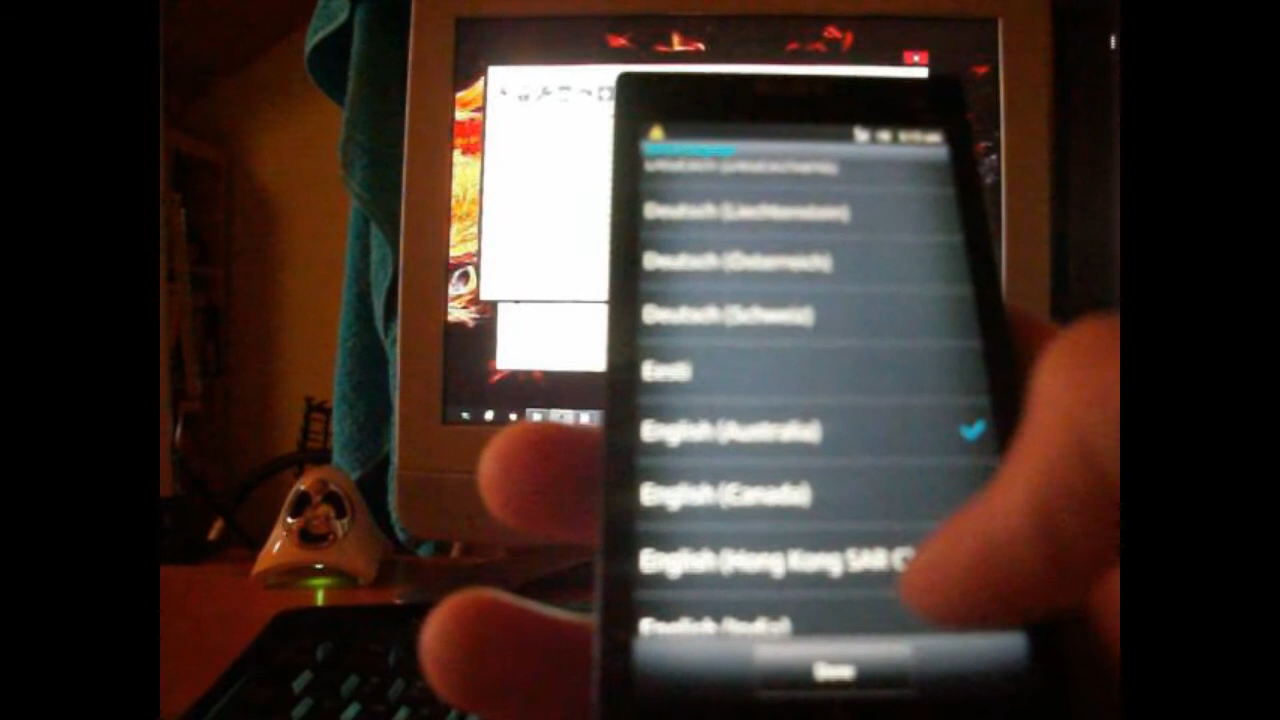 Deutsch (Liechtenstein)
Deutsch (Österreich)
Deutsch (Schweiz)
Eesti
English (Australia)
English (Canada)
English (Hong Kong SAR C
English (India)
Done